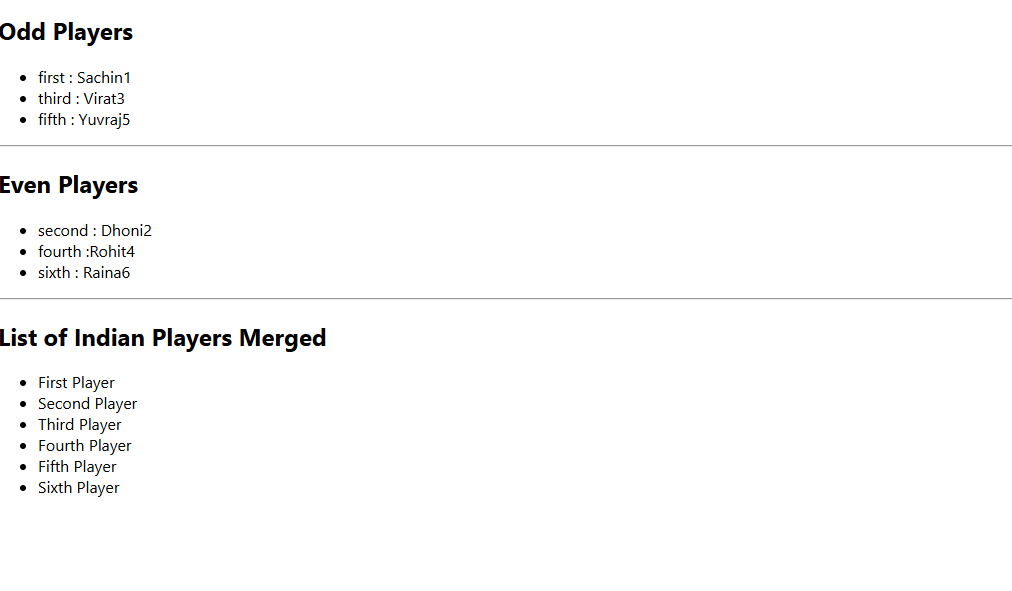 Odd Players
first : Sachin1
third : Virat3
fifth : Yuvraj5
Even Players
second : Dhoni2
fourth :Rohit4
sixth : Raina6
List of Indian Players Merged
First Player
Second Player
Third Player
Fourth Player
Fifth Player
Sixth Player